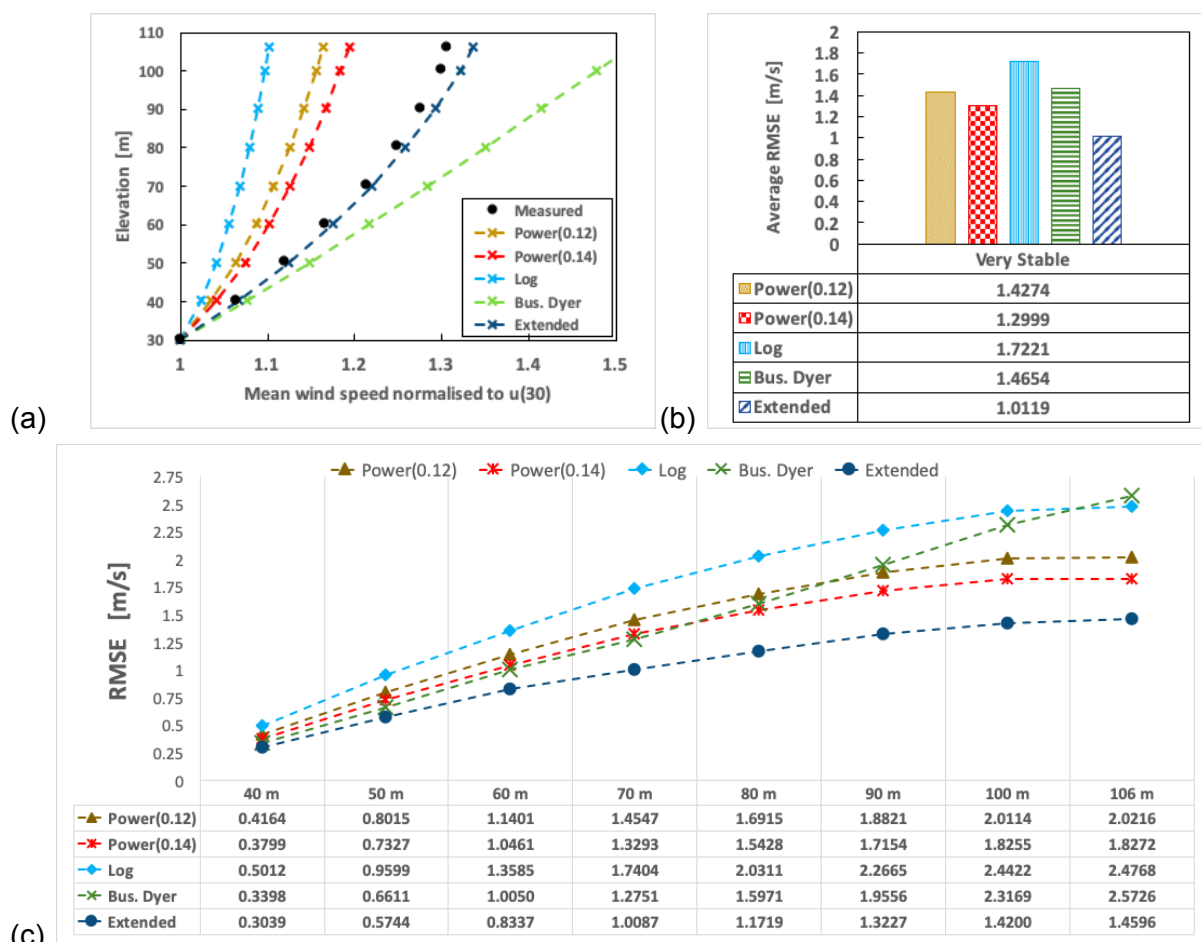 110
100
90
80
70
60
50
40
30
Elevation [m]
1 1.1 1.2 1.3 1.4 1.5
Mean wind speed normalised to u(30)
Measured
Power(0.12)
Power(0.14)
Log
Bus. Dyer
Extended
(a)
2
1.8
1.6
1.4
1.2
1
0.8
0.6
0.4
0.2
0
Average RMSE [m/s]
Very Stable
Power(0.12) 1.4274
Power(0.14) 1.2999
Log 1.7221
Bus. Dyer 1.4654
Extended 1.0119
(b)
Power(0.12) Power(0.14) Log Bus. Dyer Extended
2.75
2.5
2.25
2
1.75
1.5
1.25
1
0.75
0.5
0.25
0
RMSE [m/s]
40 m 50 m 60 m 70 m 80 m 90 m 100 m 106 m
Power(0.12) 0.4164 0.8015 1.1401 1.4547 1.6915 1.8821 2.0114 2.0216
Power(0.14) 0.3799 0.7327 1.0461 1.3293 1.5428 1.7154 1.8255 1.8272
Log 0.5012 0.9599 1.3585 1.7404 2.0311 2.2665 2.4422 2.4768
Bus. Dyer 0.3398 0.6611 1.0050 1.2751 1.5971 1.9556 2.3169 2.5726
Extended 0.3039 0.5744 0.8337 1.0087 1.1719 1.3227 1.4200 1.4596
(c)